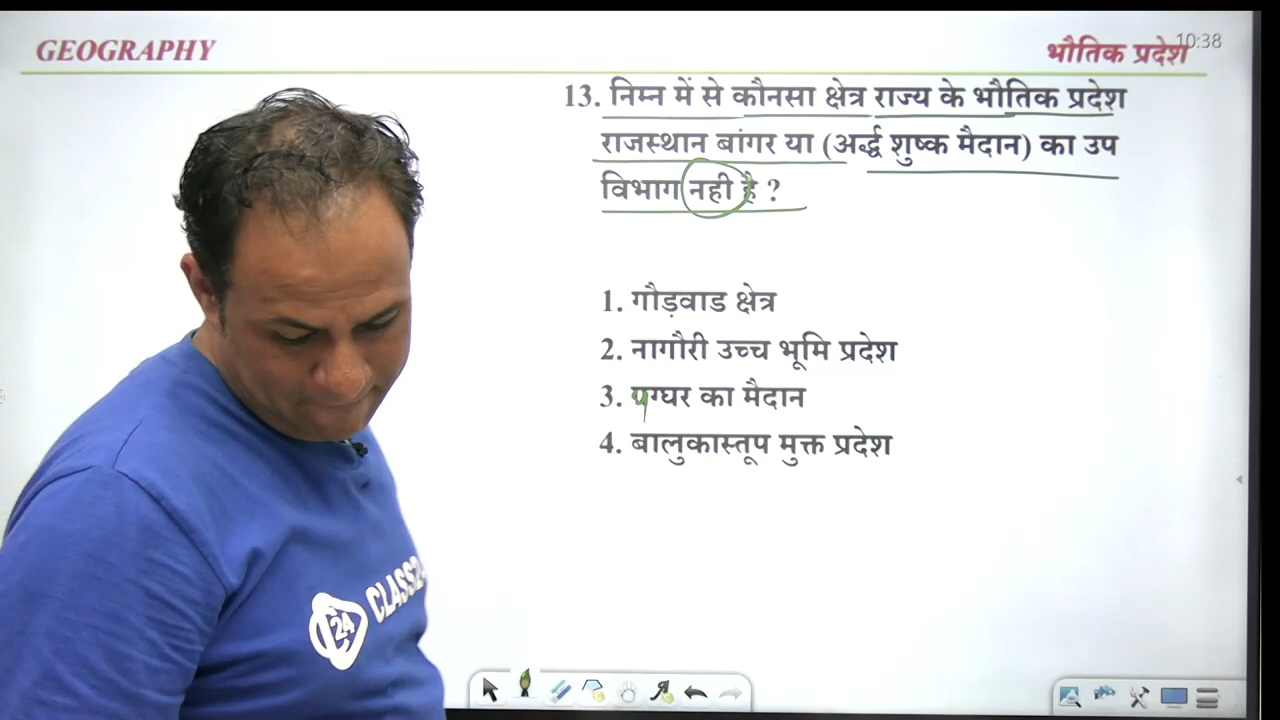 GEOGRAPHY
भौतिक प्रदेश
10:38
13. निम्न में से कौनसा क्षेत्र राज्य के भौतिक प्रदेश
राजस्थान बांगर या (अर्द्ध शुष्क मैदान) का उप
विभाग नही है ?
1. गौड़वाड क्षेत्र
2. नागौरी उच्च भूमि प्रदेश
3. घग्घर का मैदान
4. बालुकास्तूप मुक्त प्रदेश
24